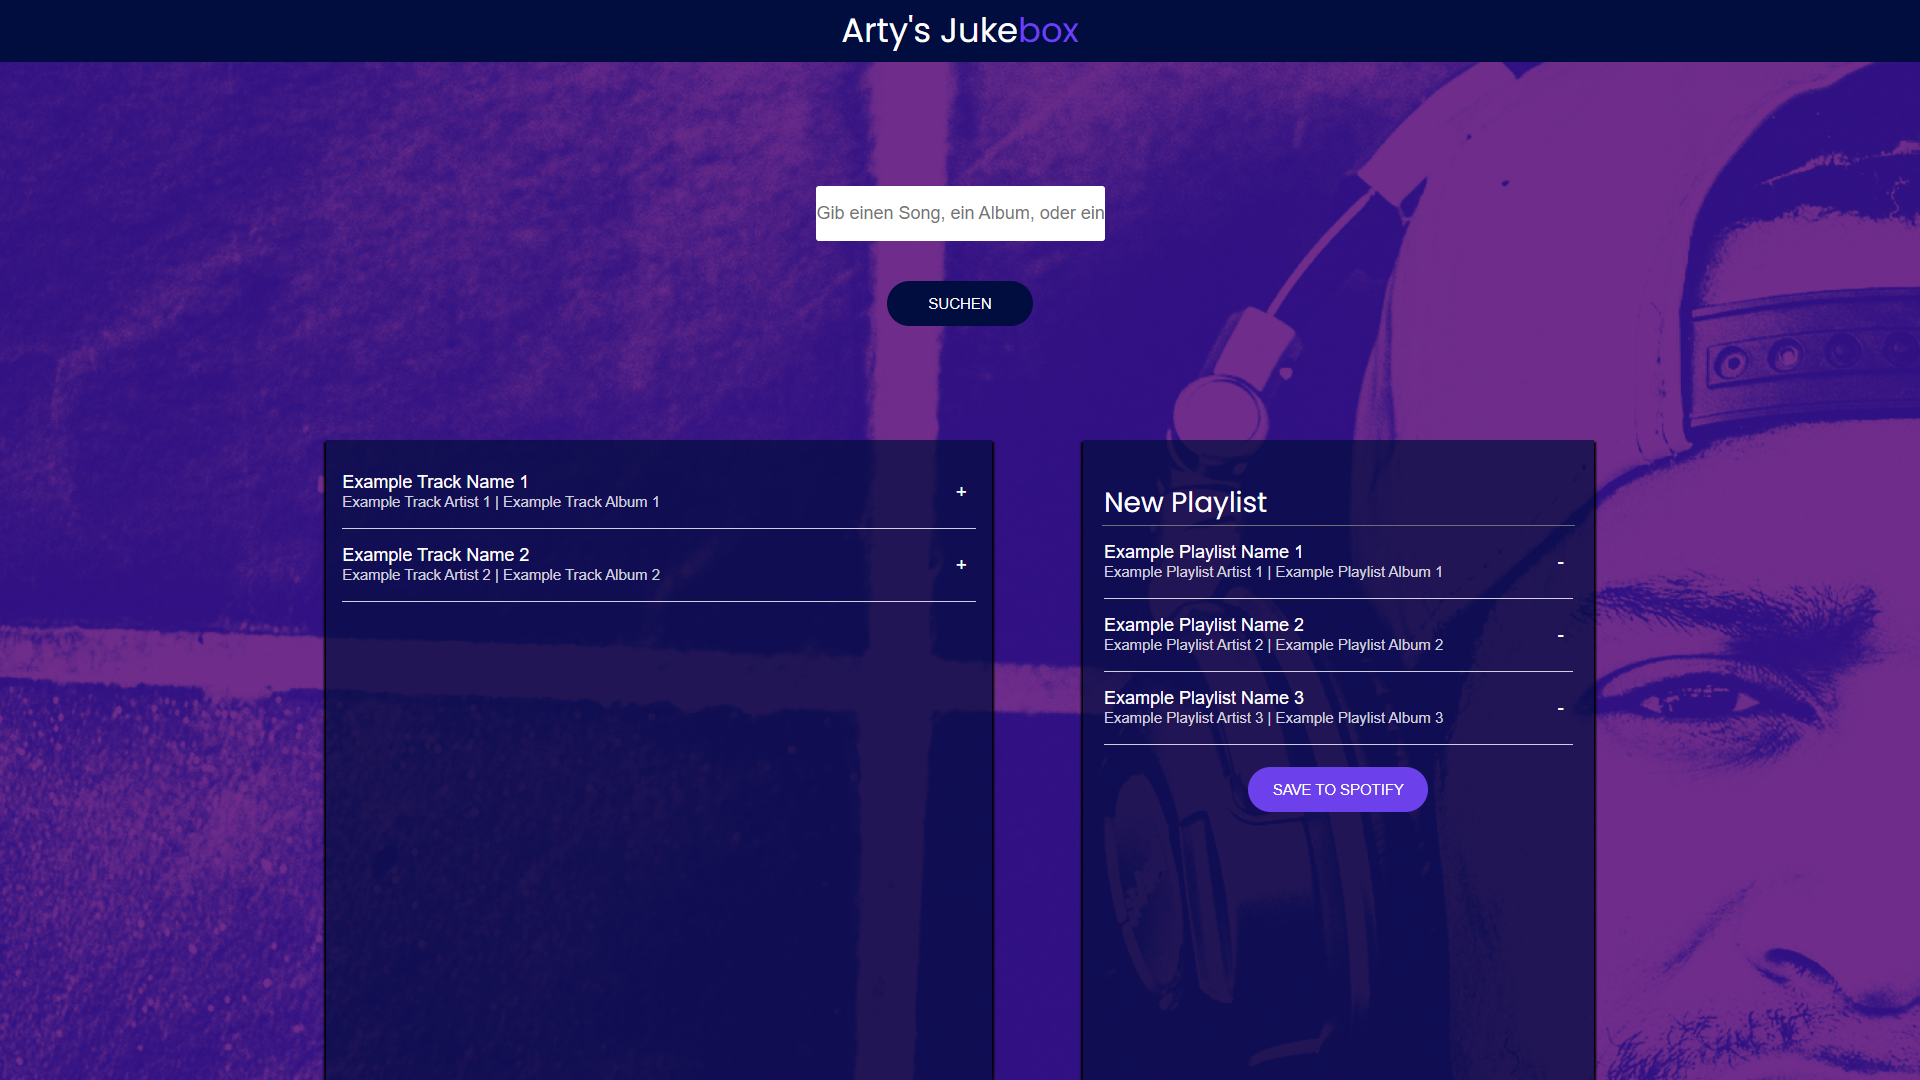 Arty's Jukebox
Gib einen Song, ein Album, oder ein
SUCHEN
Example Track Name 1
Example Track Artist 1 | Example Track Album 1
+
Example Track Name 2
Example Track Artist 2 | Example Track Album 2
+
New Playlist
Example Playlist Name 1
Example Playlist Artist 1 | Example Playlist Album 1
-
Example Playlist Name 2
Example Playlist Artist 2 | Example Playlist Album 2
-
Example Playlist Name 3
Example Playlist Artist 3 | Example Playlist Album 3
-
SAVE TO SPOTIFY